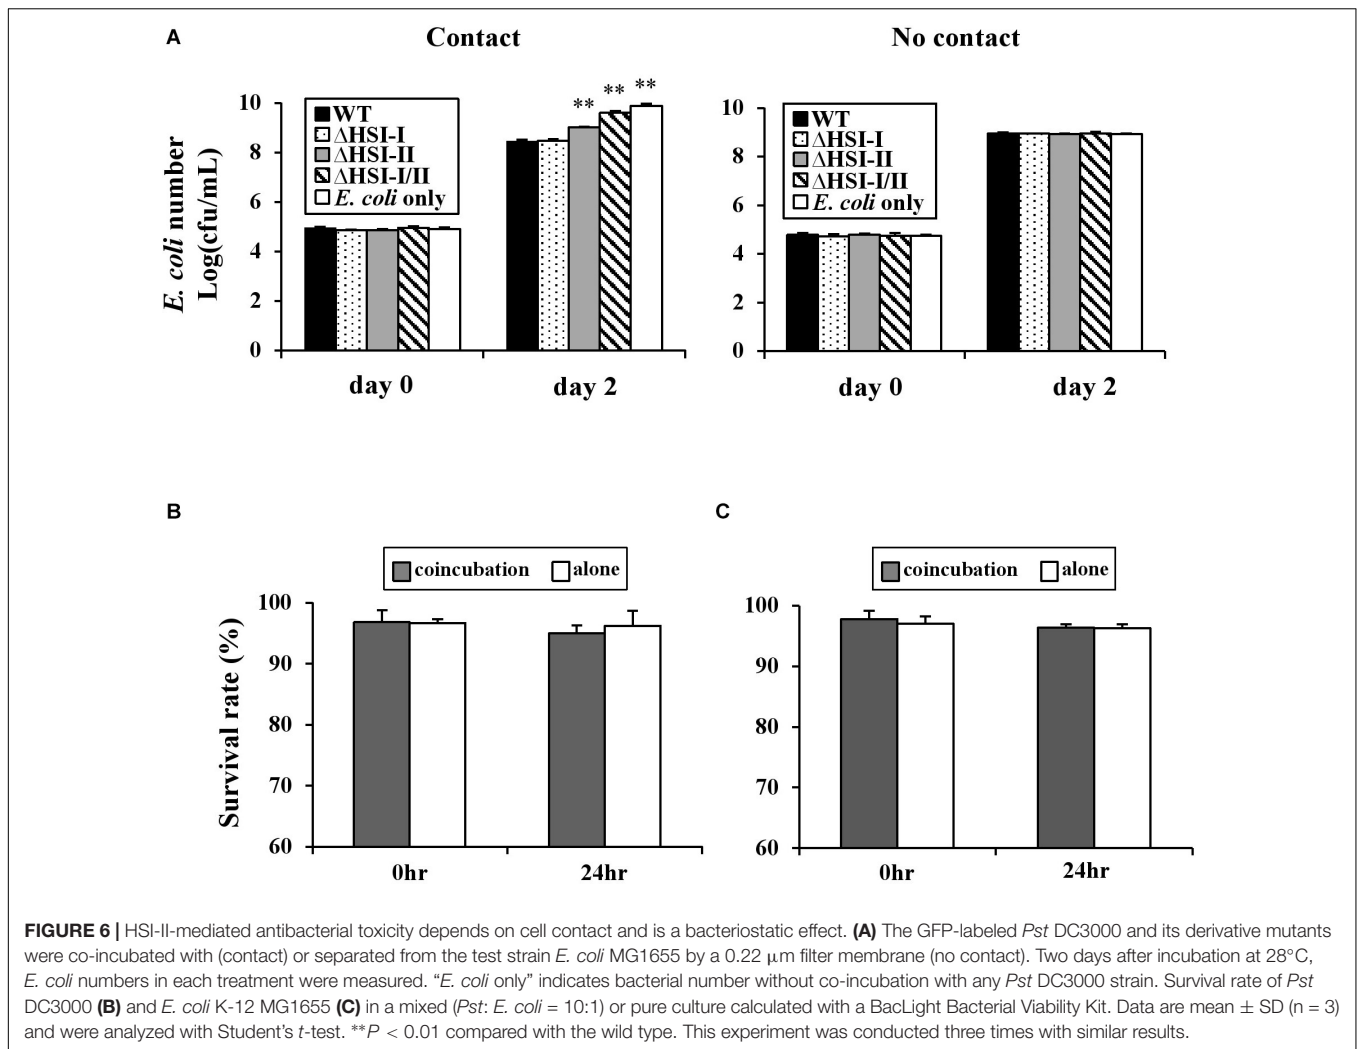 A
Contact
No contact
**
**
**
10
8
6
4
2
0
WT
ΔHSI-I
ΔHSI-II
ΔHSI-I/II
E. coli only
E. coli number
Log(cfu/mL)
day 0
day 2
10
8
6
4
2
0
WT
ΔHSI-I
ΔHSI-II
ΔHSI-I/II
E. coli only
day 0
day 2
B
coincubation
alone
100
90
80
70
60
Survival rate (%)
0hr
24hr
C
coincubation
alone
100
90
80
70
60
0hr
24hr
FIGURE 6 | HSI-II-mediated antibacterial toxicity depends on cell contact and is a bacteriostatic effect. (A) The GFP-labeled Pst DC3000 and its derivative mutants
were co-incubated with (contact) or separated from the test strain E. coli MG1655 by a 0.22 μm filter membrane (no contact). Two days after incubation at 28°C,
E. coli numbers in each treatment were measured. “E. coli only” indicates bacterial number without co-incubation with any Pst DC3000 strain. Survival rate of Pst
DC3000 (B) and E. coli K-12 MG1655 (C) in a mixed (Pst: E. coli = 10:1) or pure culture calculated with a BacLight Bacterial Viability Kit. Data are mean ± SD (n = 3)
and were analyzed with Student’s t-test. **P < 0.01 compared with the wild type. This experiment was conducted three times with similar results.